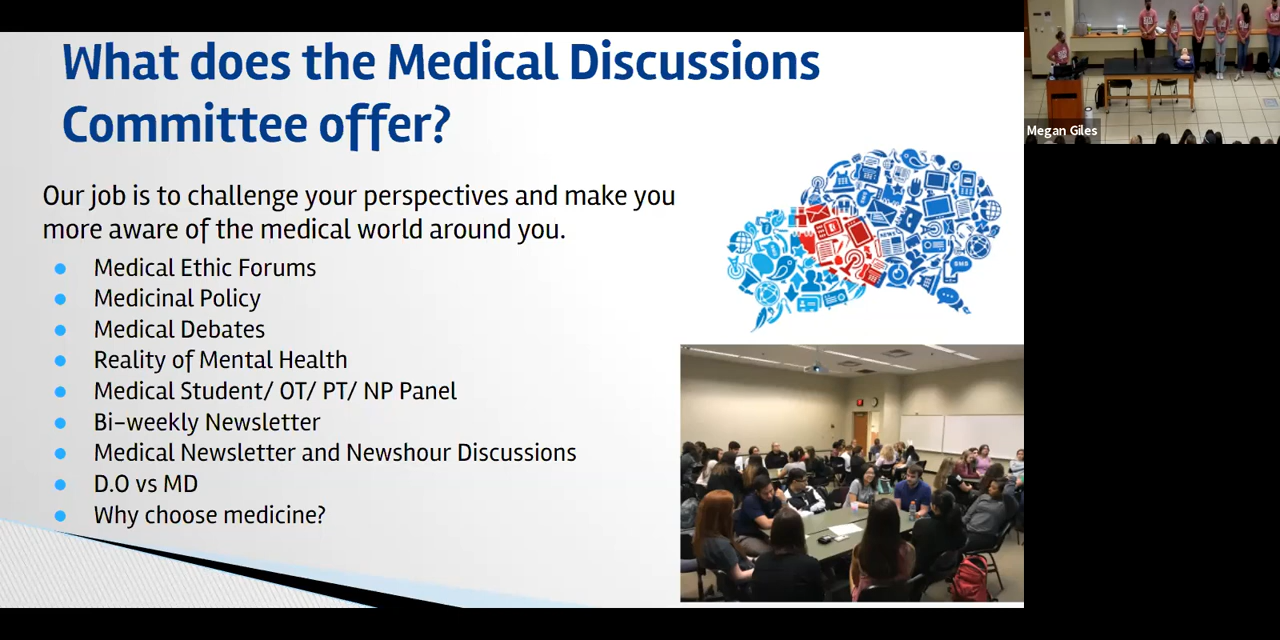 What does the Medical Discussions
Committee offer?
Our job is to challenge your perspectives and make you
more aware of the medical world around you.
Medical Ethic Forums
Medicinal Policy
Medical Debates
Reality of Mental Health
Medical Student/ OT/ PT/ NP Panel
Bi-weekly Newsletter
Medical Newsletter and Newshour Discussions
D.O vs MD
Why choose medicine?
NEWS
SMS
Megan Giles